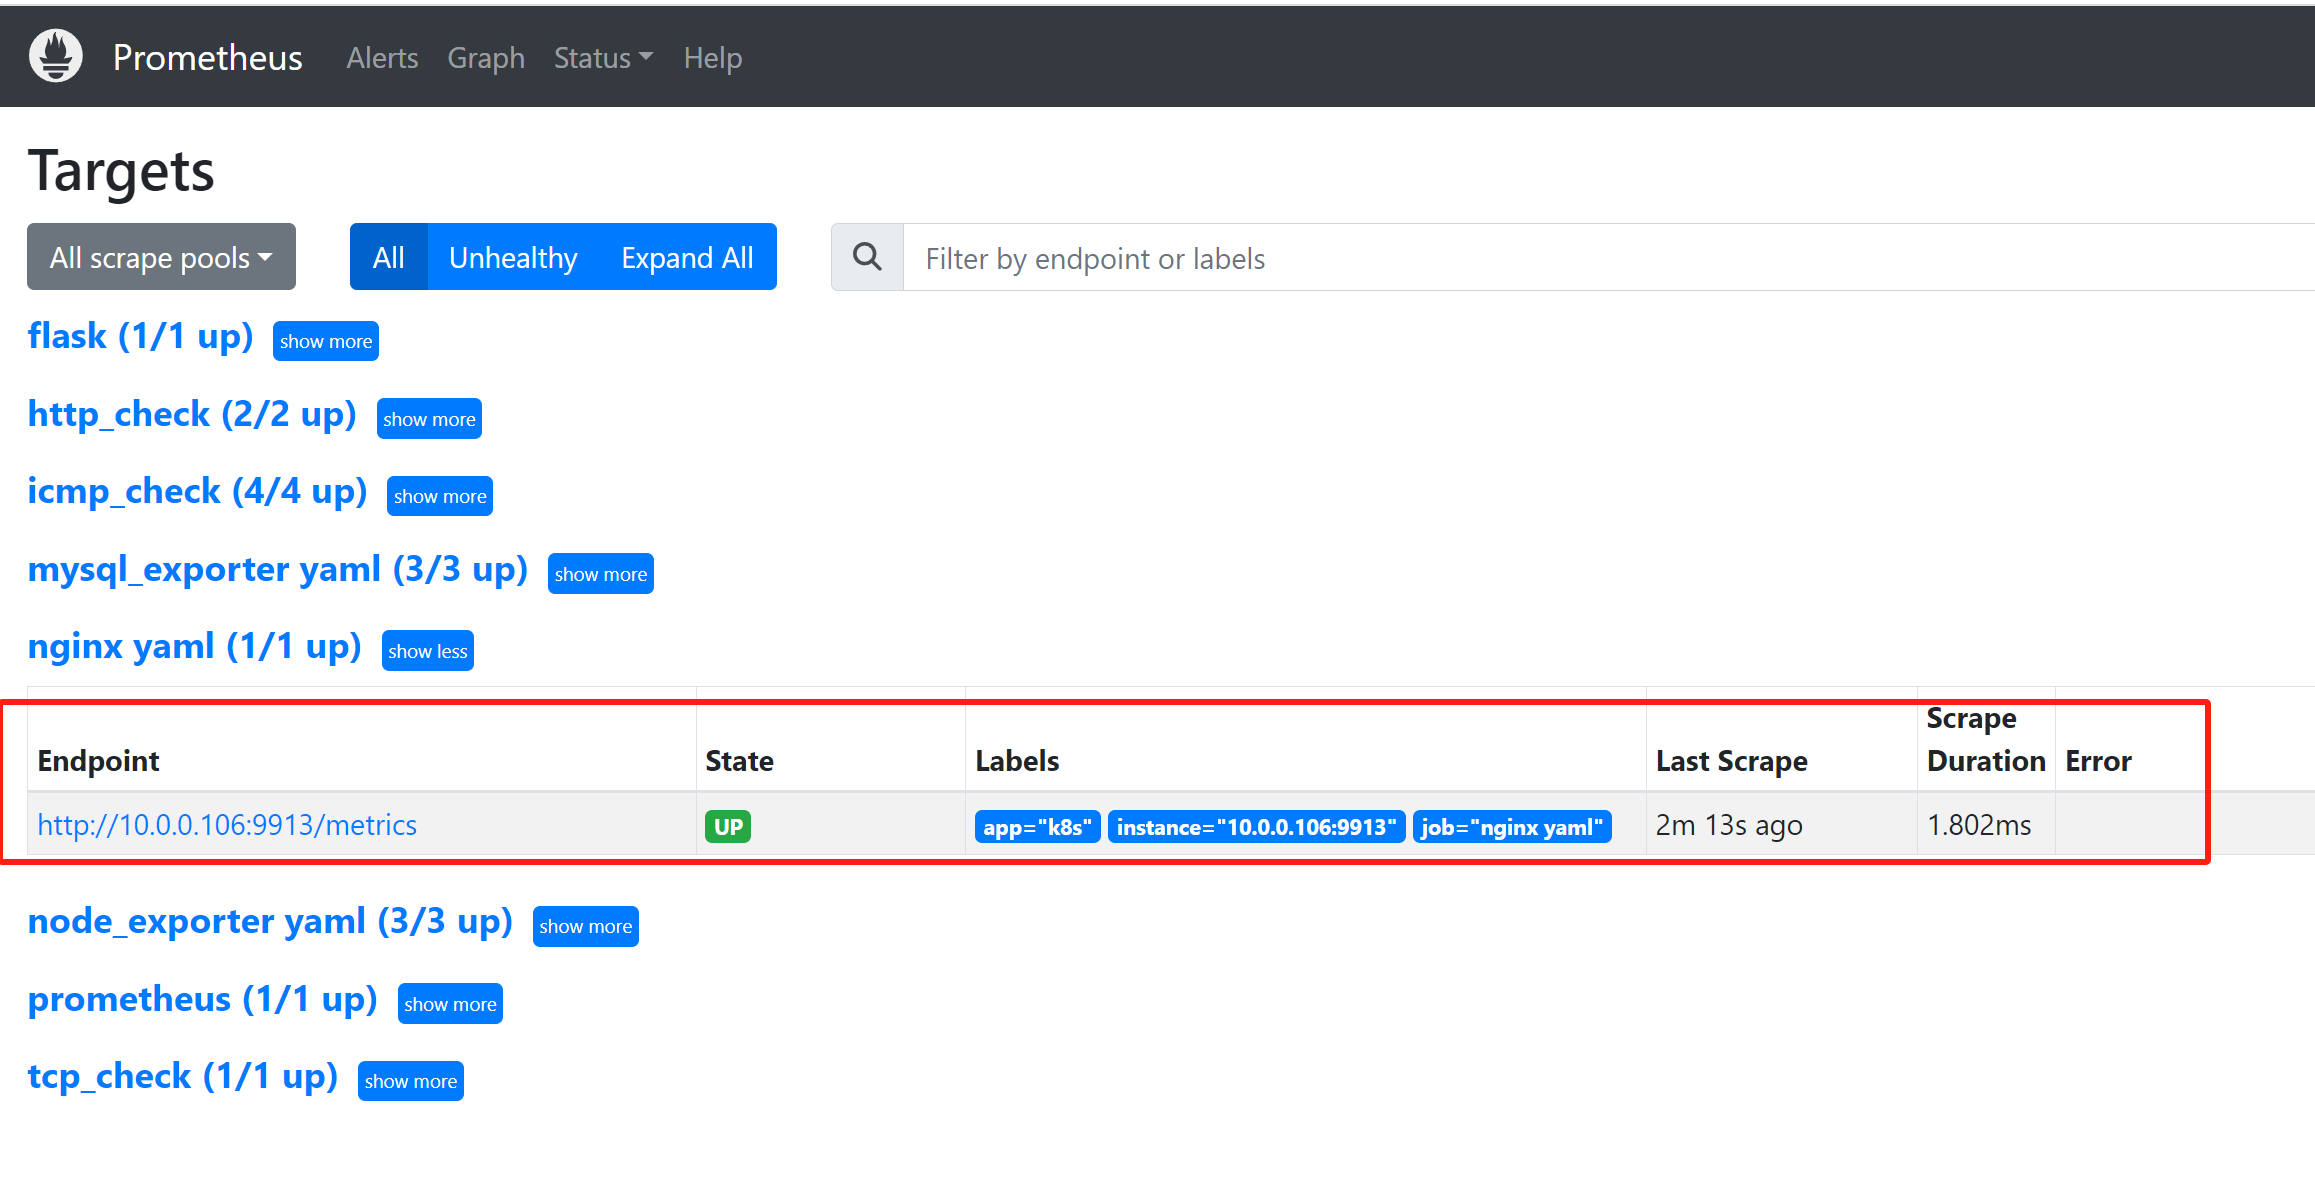 Prometheus Alerts Graph Status Help
Targets
All scrape pools All Unhealthy Expand All Filter by endpoint or labels
flask (1/1 up) show more
http_check (2/2 up) show more
icmp_check (4/4 up) show more
mysql_exporter yaml (3/3 up) show more
nginx yaml (1/1 up) show less
Endpoint State Labels Last Scrape Scrape Duration Error
http://10.0.0.106:9913/metrics UP app="k8s" instance="10.0.0.106:9913" job="nginx yaml" 2m 13s ago 1.802ms
node_exporter yaml (3/3 up) show more
prometheus (1/1 up) show more
tcp_check (1/1 up) show more